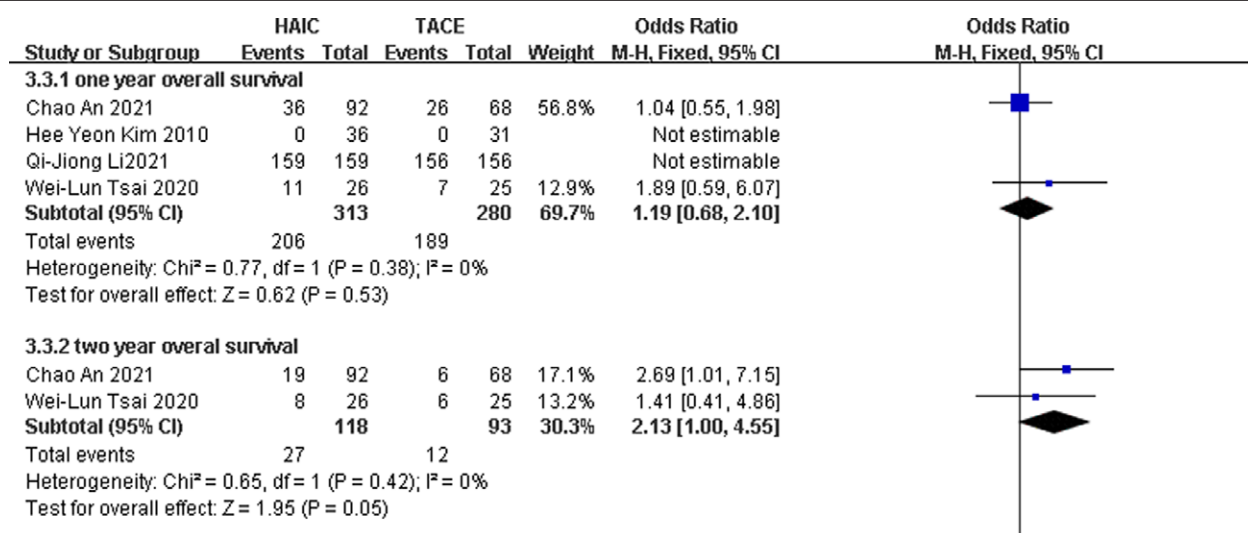 HAIC TACE Odds Ratio Odds Ratio
Study or Subgroup Events Total Events Total Weight M-H, Fixed, 95% CI M-H, Fixed, 95% CI
3.3.1 one year overall survival
Chao An 2021 36 92 26 68 56.8% 1.04 [0.55, 1.98]
Hee Yeon Kim 2010 0 36 0 31 Not estimable
Qi-Jiong Li2021 159 159 156 156 Not estimable
Wei-Lun Tsai 2020 11 26 7 25 12.9% 1.89 [0.59, 6.07]
Subtotal (95% CI) 313 280 69.7% 1.19 [0.68, 2.10]
Total events 206 189
Heterogeneity: Chi² = 0.77, df = 1 (P = 0.38); I² = 0%
Test for overall effect: Z = 0.62 (P = 0.53)
3.3.2 two year overal survival
Chao An 2021 19 92 6 68 17.1% 2.69 [1.01, 7.15]
Wei-Lun Tsai 2020 8 26 6 25 13.2% 1.41 [0.41, 4.86]
Subtotal (95% CI) 118 93 30.3% 2.13 [1.00, 4.55]
Total events 27 12
Heterogeneity: Chi² = 0.65, df = 1 (P = 0.42); I² = 0%
Test for overall effect: Z = 1.95 (P = 0.05)